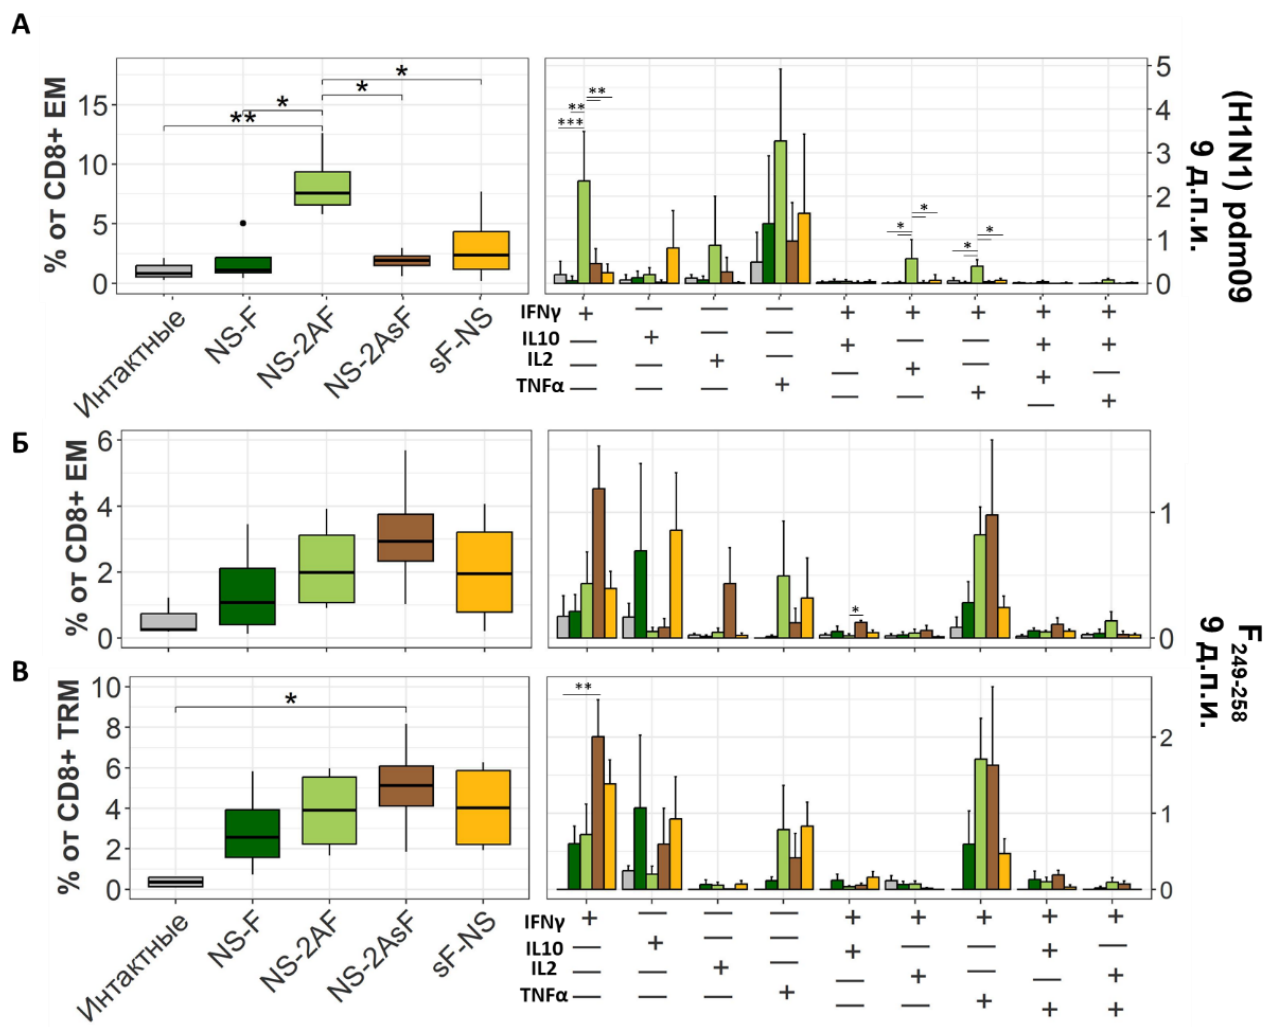 А
% от CD8+ EM
15
10
5
0
** * * *
*** ** **
* * * *
5
4
3
2
1
0
(H1N1) pdm09
9 д.п.и.
Интактные NS-F NS-2AF NS-2AsF sF-NS
IFNγ + — — — + + + + +
IL10 — + — — + — — + +
IL2 — — + — — + — + —
TNFα — — — + — — + — +
Б
% от CD8+ EM
6
4
2
0
*
1
0
В
% от CD8+ TRM
10
8
6
4
2
0
*
**
2
1
0
F249-258
9 д.п.и.
Интактные NS-F NS-2AF NS-2AsF sF-NS
IFNγ + — — — + + + + +
IL10 — + — — + — — + —
IL2 — — + — — + — — +
TNFα — — — + — — + + +